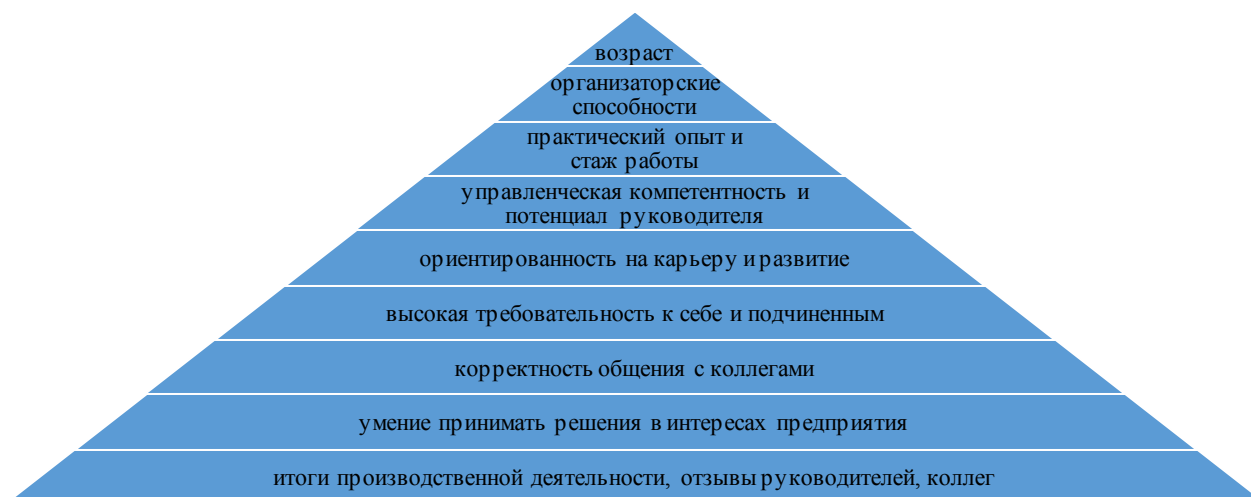 возраст
организаторские
способности
практический опыт и
стаж работы
управленческая компетентность и
потенциал руководителя
ориентированность на карьеру и развитие
высокая требовательность к себе и подчиненным
корректность общения с коллегами
умение принимать решения в интересах предприятия
итоги производственной деятельности, отзывы руководителей, коллег